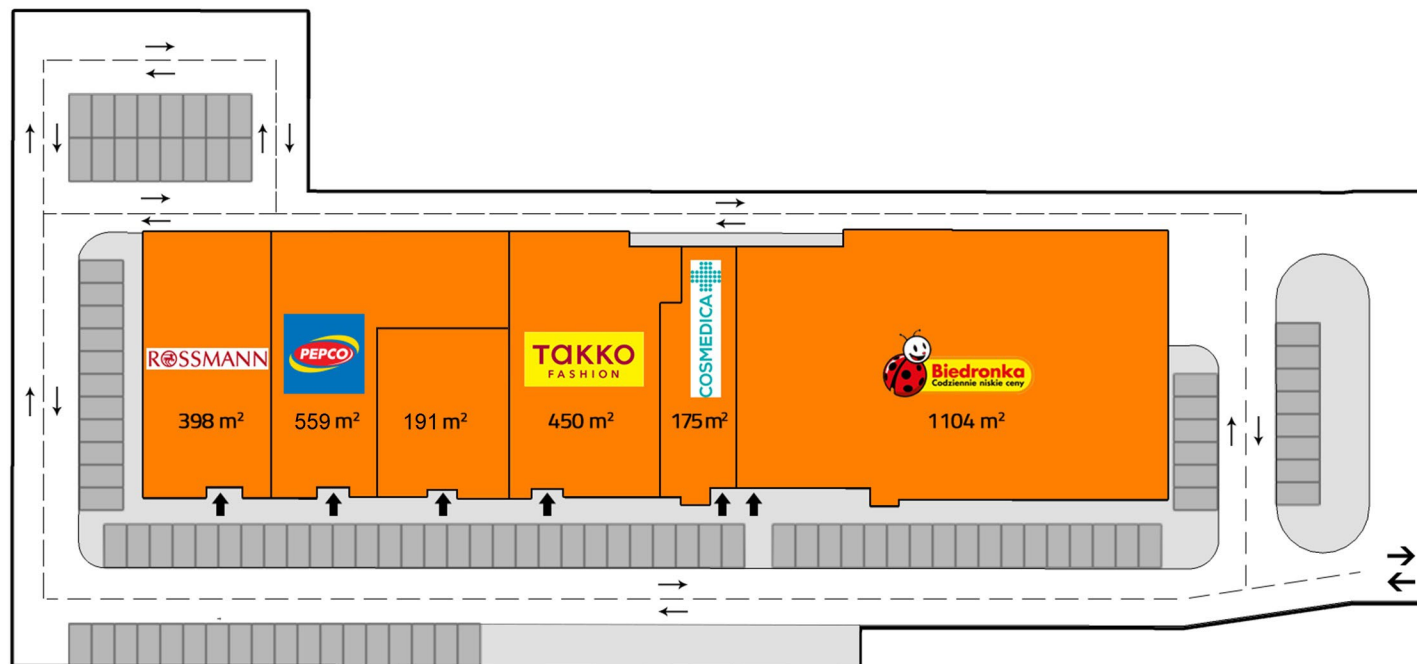 ROSSMANN
398 m²
PEPCO
559 m²
191 m²
TAKKO
FASHION
450 m²
COSMEDICA
175 m²
Biedronka
Codziennie niskie ceny
1104 m²